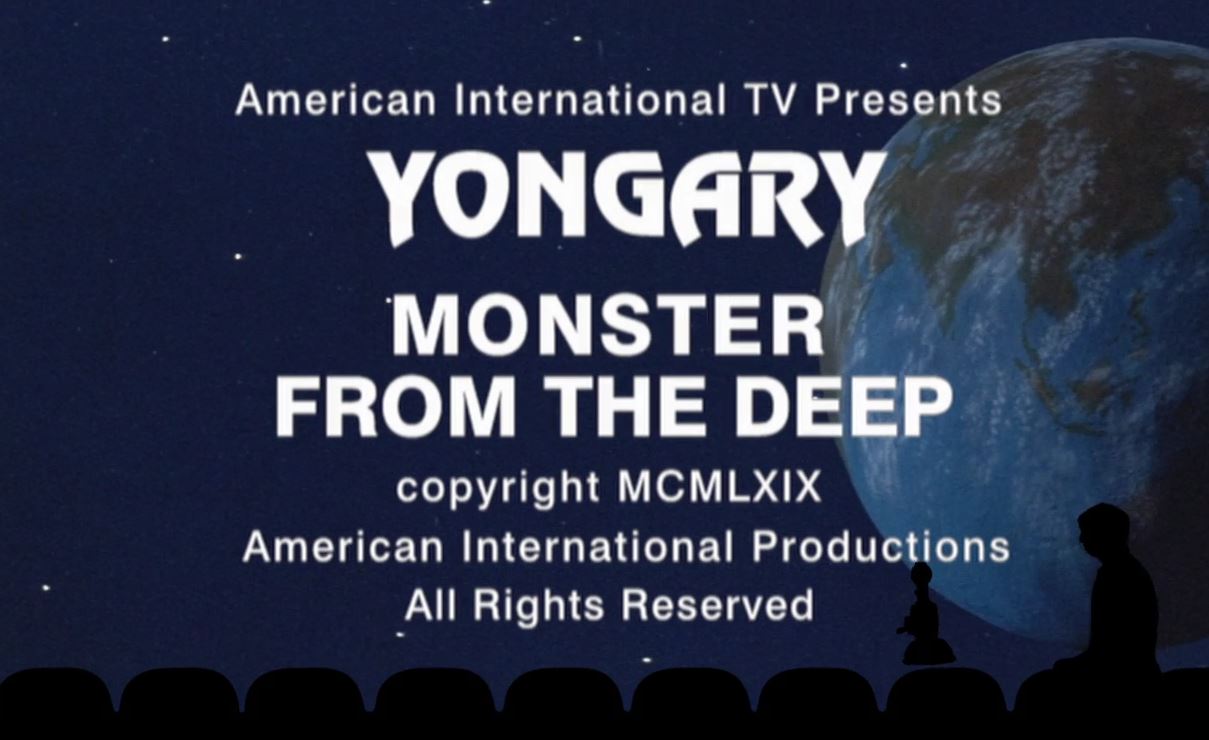 American International TV Presents
YONGARY
MONSTER
FROM THE DEEP
copyright MCMLXIX
American International Productions
All Rights Reserved